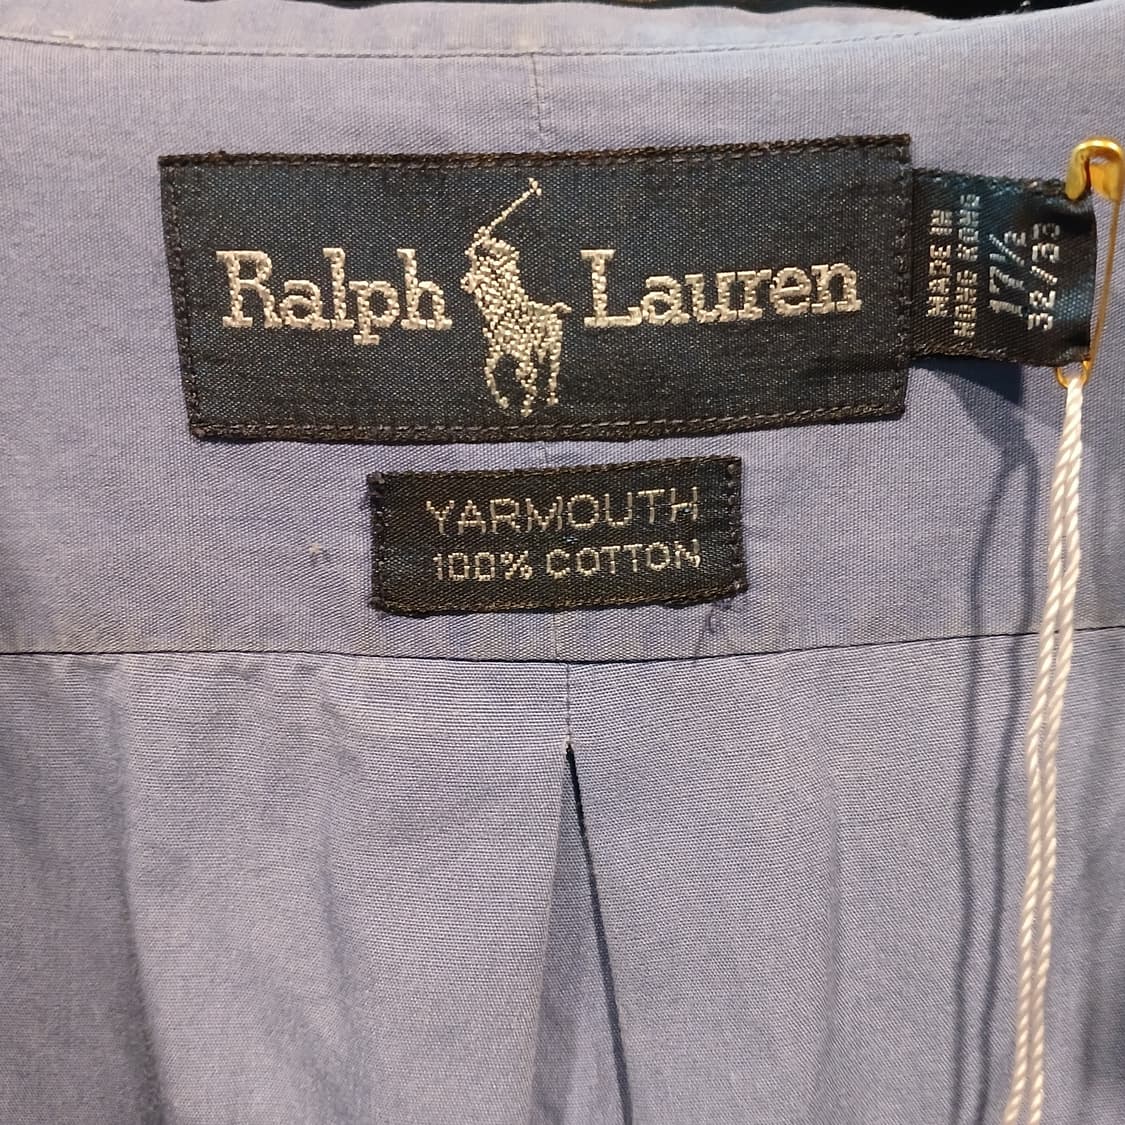 Ralph Lauren
MADE IN
HONG KONG
17½
32/33
YARMOUTH
100% COTTON